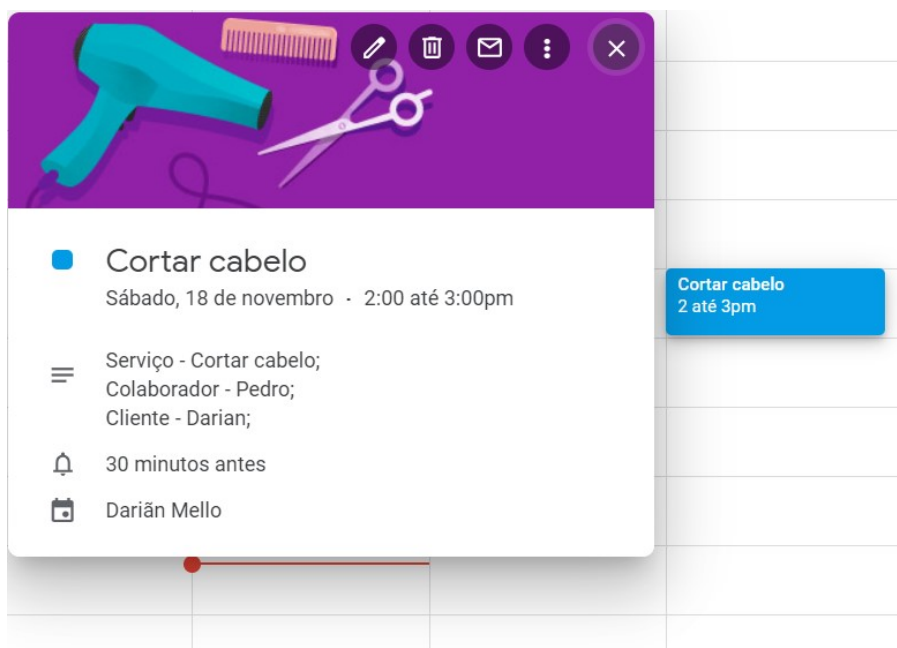 Cortar cabelo
Sábado, 18 de novembro · 2:00 até 3:00pm
Serviço - Cortar cabelo;
Colaborador - Pedro;
Cliente - Darian;
30 minutos antes
Dariãn Mello
Cortar cabelo
2 até 3pm